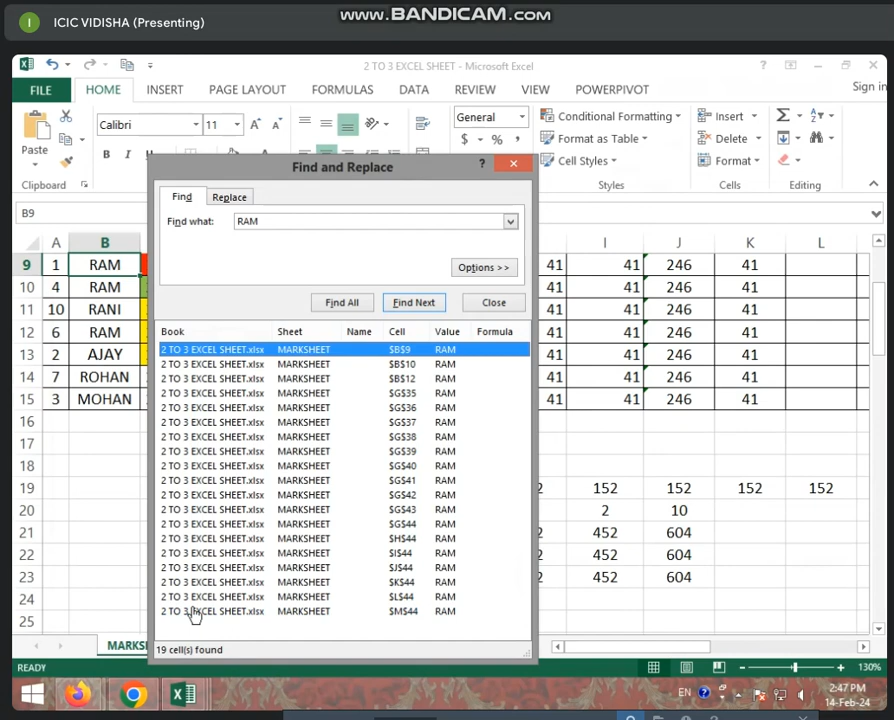 WWW.BANDICAM.COM
I ICIC VIDISHA (Presenting)
2 TO 3 EXCEL SHEET - Microsoft Excel ?
FILE HOME INSERT PAGE LAYOUT FORMULAS DATA REVIEW VIEW POWERPIVOT Sign in
Calibri 11 General Conditional Formatting Insert
Paste $ % , Format as Table Delete
B I Cell Styles Format
Clipboard Styles Cells Editing
Find and Replace ?
Find Replace
B9
Find what: RAM
Options >>
Find All Find Next Close
Book Sheet Name Cell Value Formula
2 TO 3 EXCEL SHEET.xlsx MARKSHEET $B$9 RAM
2 TO 3 EXCEL SHEET.xlsx MARKSHEET $B$10 RAM
2 TO 3 EXCEL SHEET.xlsx MARKSHEET $B$12 RAM
2 TO 3 EXCEL SHEET.xlsx MARKSHEET $G$35 RAM
2 TO 3 EXCEL SHEET.xlsx MARKSHEET $G$36 RAM
2 TO 3 EXCEL SHEET.xlsx MARKSHEET $G$37 RAM
2 TO 3 EXCEL SHEET.xlsx MARKSHEET $G$38 RAM
2 TO 3 EXCEL SHEET.xlsx MARKSHEET $G$39 RAM
2 TO 3 EXCEL SHEET.xlsx MARKSHEET $G$40 RAM
2 TO 3 EXCEL SHEET.xlsx MARKSHEET $G$41 RAM
2 TO 3 EXCEL SHEET.xlsx MARKSHEET $G$42 RAM
2 TO 3 EXCEL SHEET.xlsx MARKSHEET $G$43 RAM
2 TO 3 EXCEL SHEET.xlsx MARKSHEET $G$44 RAM
2 TO 3 EXCEL SHEET.xlsx MARKSHEET $H$44 RAM
2 TO 3 EXCEL SHEET.xlsx MARKSHEET $I$44 RAM
2 TO 3 EXCEL SHEET.xlsx MARKSHEET $J$44 RAM
2 TO 3 EXCEL SHEET.xlsx MARKSHEET $K$44 RAM
2 TO 3 EXCEL SHEET.xlsx MARKSHEET $L$44 RAM
2 TO 3 EXCEL SHEET.xlsx MARKSHEET $M$44 RAM
19 cell(s) found
A B I J K L
9 1 RAM 41 41 246 41
10 4 RAM 41 41 246 41
11 10 RANI 41 41 246 41
12 6 RAM 41 41 246 41
13 2 AJAY 41 41 246 41
14 7 ROHAN 41 41 246 41
15 3 MOHAN 41 41 246 41
16
17
18
19 2 152 152 152 152
20 2 10
21 2 452 604
22 2 452 604
23 2 452 604
24
25
MARKS
READY 130%
EN 2:47 PM
14-Feb-24